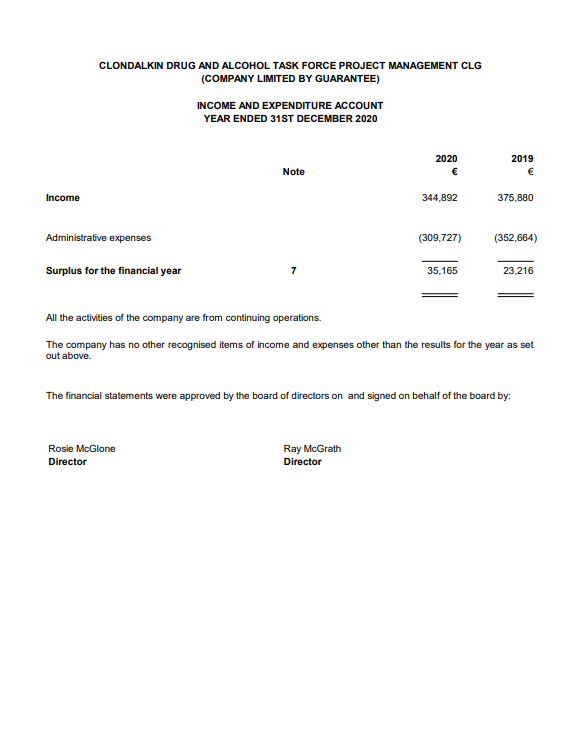 CLONDALKIN DRUG AND ALCOHOL TASK FORCE PROJECT MANAGEMENT CLG
(COMPANY LIMITED BY GUARANTEE)
INCOME AND EXPENDITURE ACCOUNT
YEAR ENDED 31ST DECEMBER 2020
2020 2019
Note € €
Income 344,892 375,880
Administrative expenses (309,727) (352,664)
Surplus for the financial year 7 35,165 23,216
All the activities of the company are from continuing operations.
The company has no other recognised items of income and expenses other than the results for the year as set
out above.
The financial statements were approved by the board of directors on and signed on behalf of the board by:
Rosie McGlone Ray McGrath
Director Director